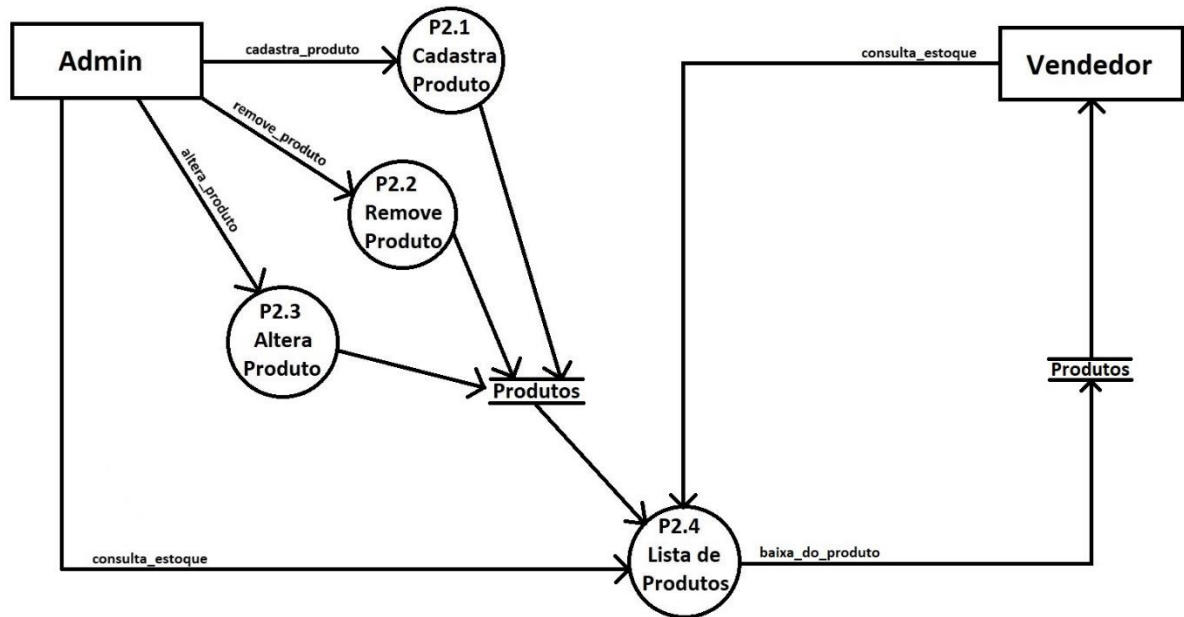 Admin
cadastra_produto
P2.1
Cadastra
Produto
consulta_estoque
Vendedor
remove_produto
altera_produto
P2.2
Remove
Produto
P2.3
Altera
Produto
Produtos
Produtos
P2.4
Lista de
Produtos
consulta_estoque
baixa_do_produto